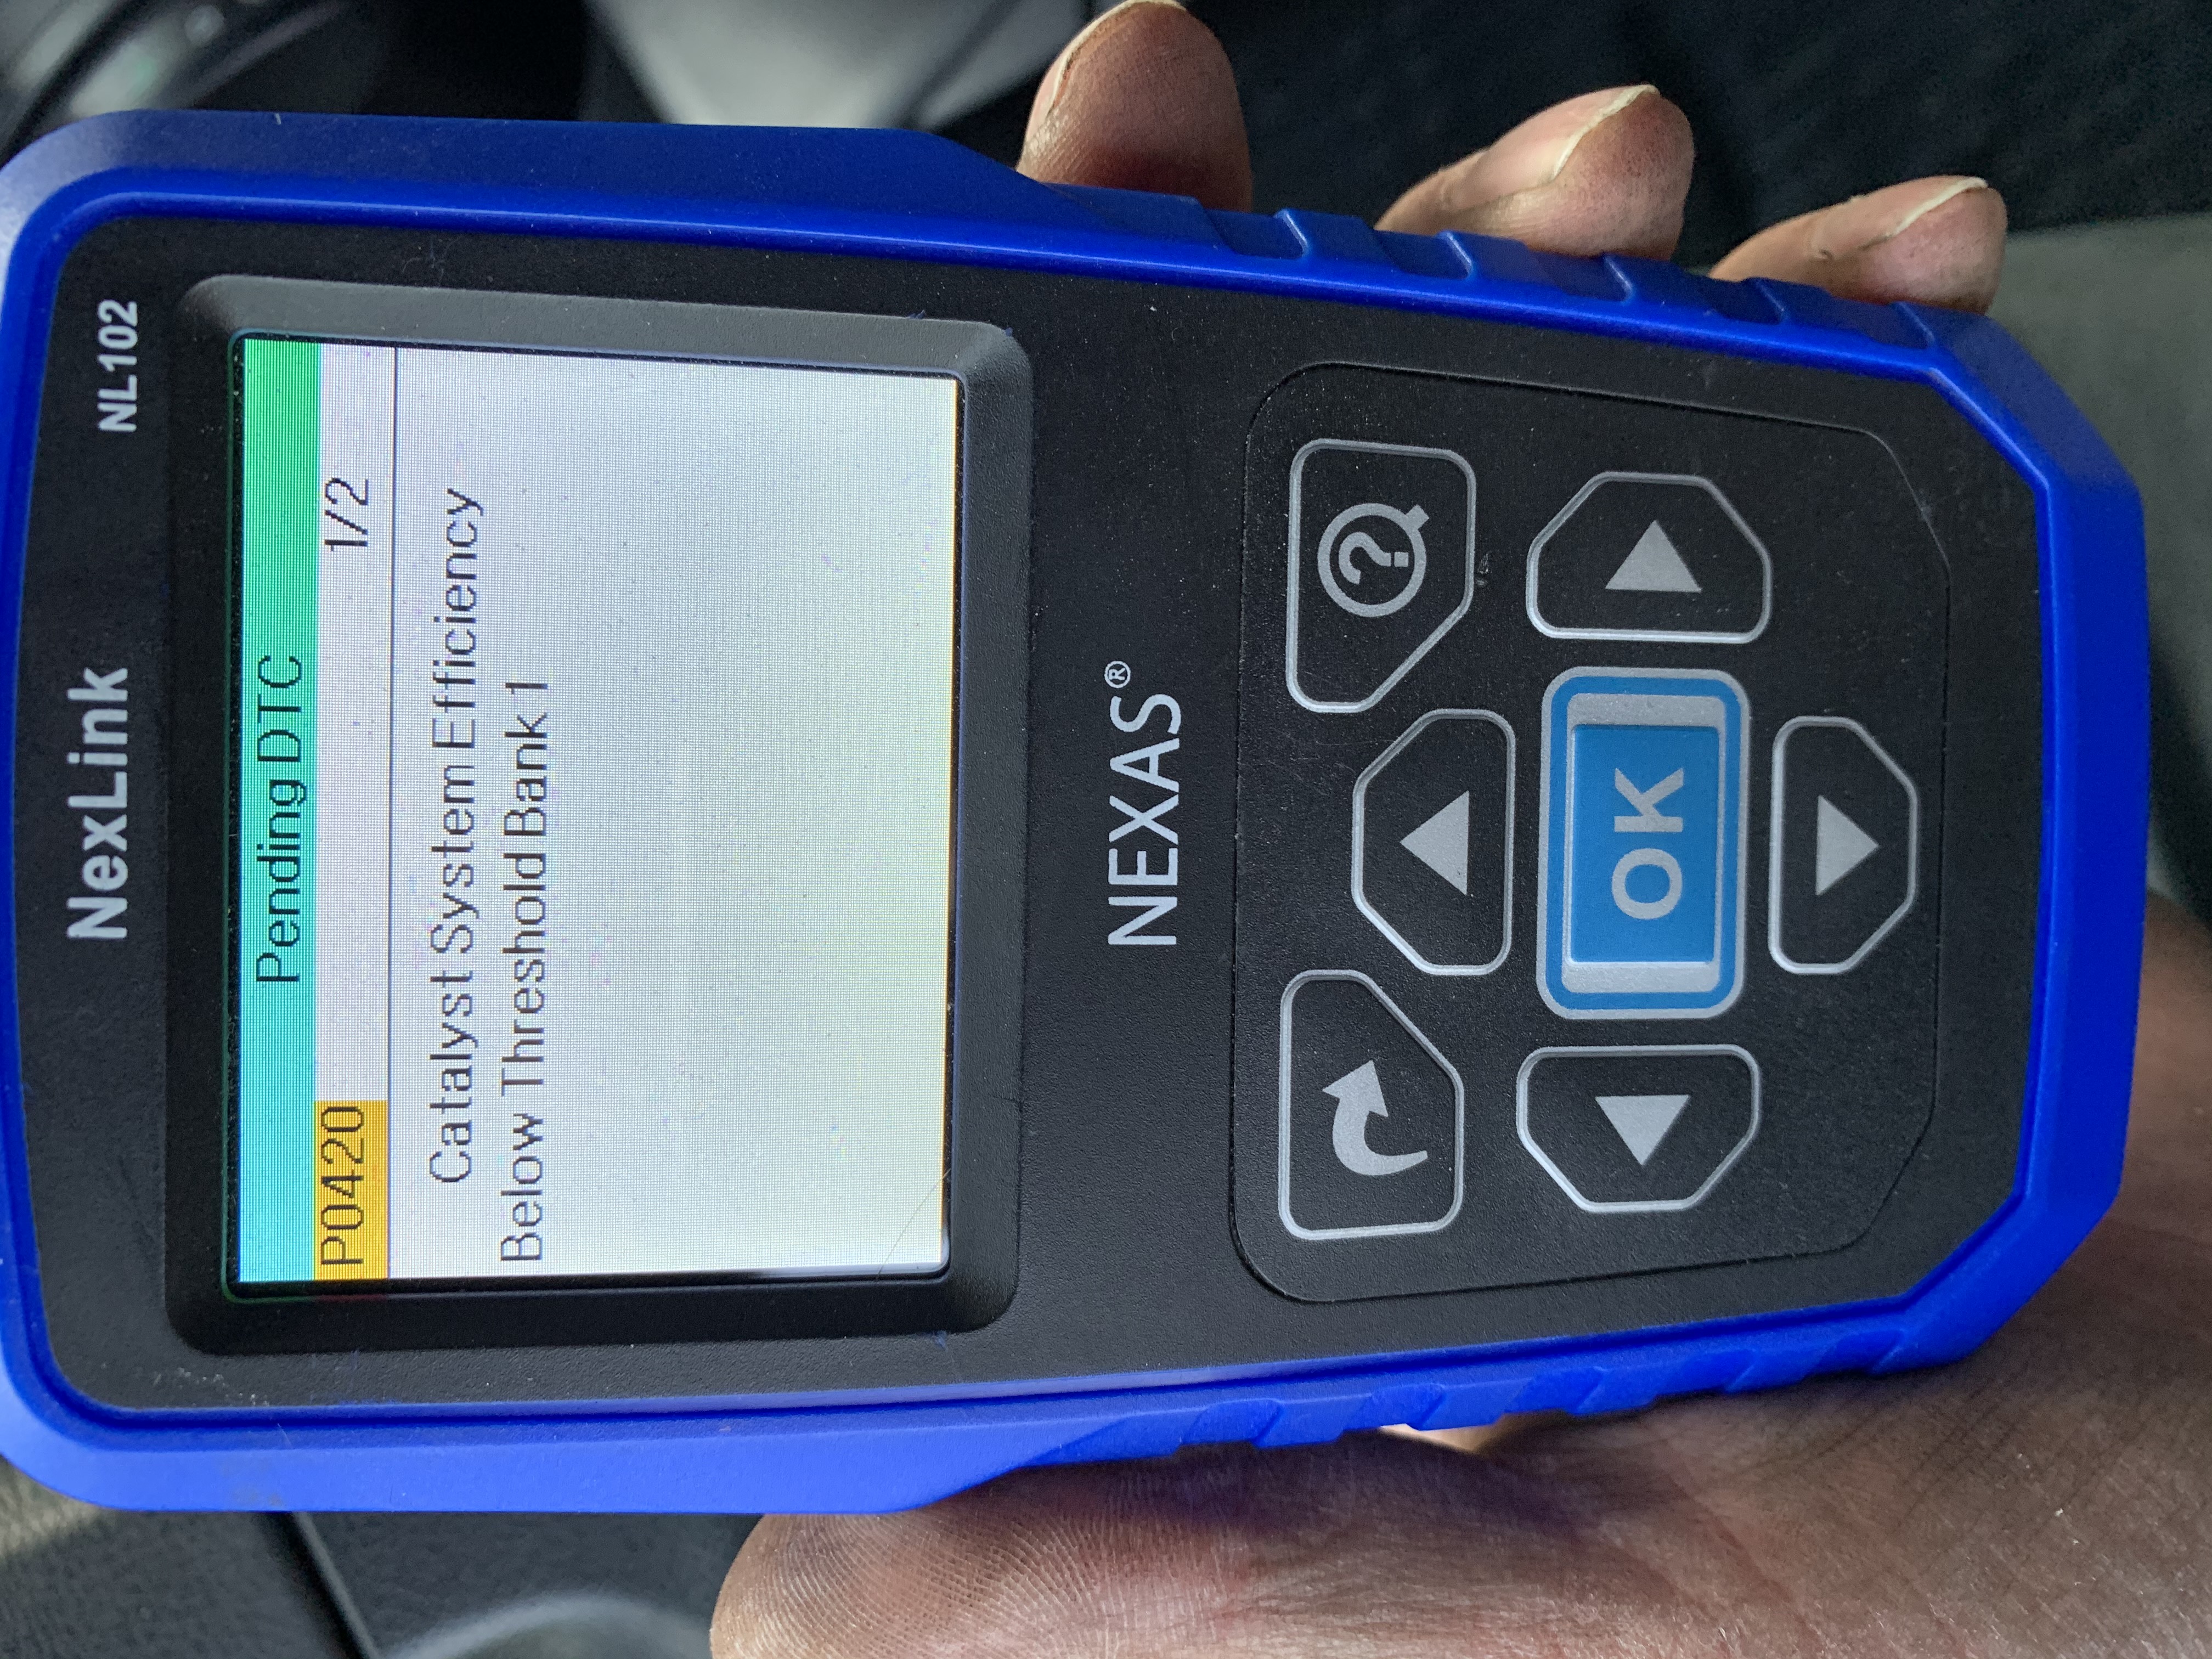 NexLink
NL102
Pending DTC
P0420 1/2
Catalyst System Efficiency
Below Threshold Bank 1
NEXAS®
?
OK